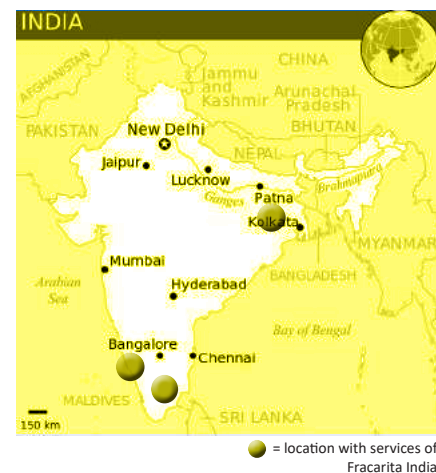 INDIA
CHINA
AFGHANISTAN
Jammu
and
Kashmir
Arunachal
Pradesh
PAKISTAN
New Delhi
BHUTAN
NEPAL
Jaipur
Lucknow
Brahmaputra
Patna
Ganges
Kolkata
MYANMAR
Mumbai
BANGLADESH
Arabian
Sea
Hyderabad
Bay of Bengal
Bangalore
Chennai
MALDIVES
SRI LANKA
150 km
= location with services of
Fracarita India